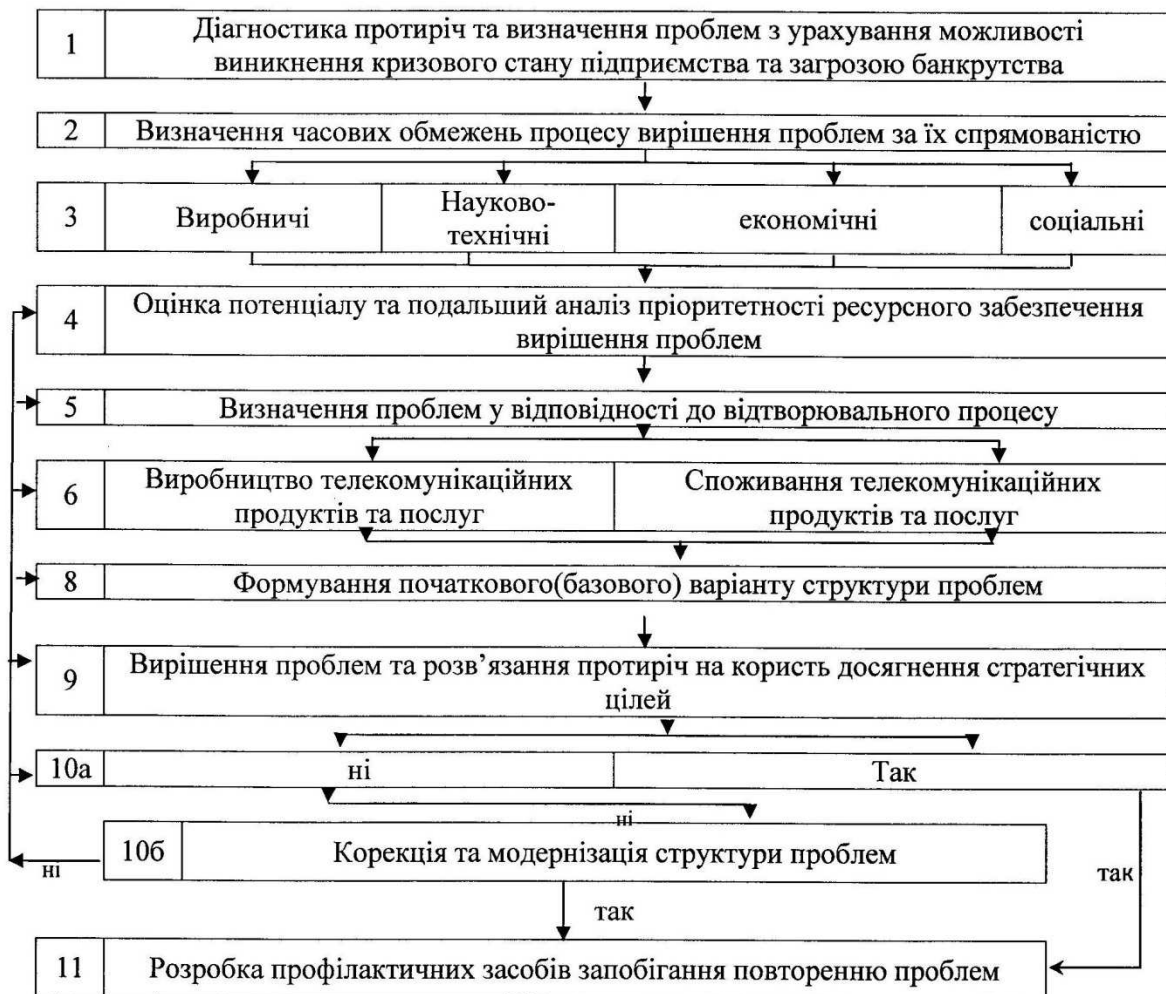 1
Діагностика протиріч та визначення проблем з урахування можливості
виникнення кризового стану підприємства та загрозою банкрутства
2
Визначення часових обмежень процесу вирішення проблем за їх спрямованістю
3
Виробничі
Науково-
технічні
економічні
соціальні
4
Оцінка потенціалу та подальший аналіз пріоритетності ресурсного забезпечення
вирішення проблем
5
Визначення проблем у відповідності до відтворювального процесу
6
Виробництво телекомунікаційних
продуктів та послуг
Споживання телекомунікаційних
продуктів та послуг
8
Формування початкового(базового) варіанту структури проблем
9
Вирішення проблем та розв’язання протиріч на користь досягнення стратегічних
цілей
10а
ні
Так
ні
10б
Корекція та модернізація структури проблем
ні
так
так
11
Розробка профілактичних засобів запобігання повторенню проблем